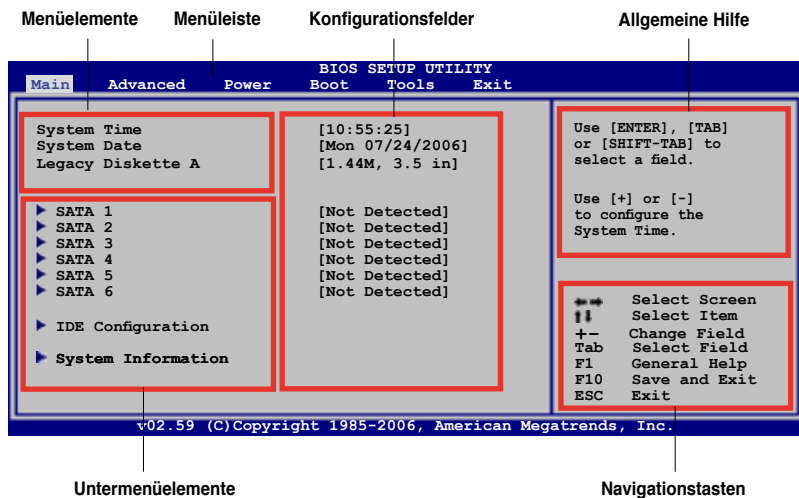 Menüelemente Menüleiste Konfigurationsfelder Allgemeine Hilfe
BIOS SETUP UTILITY
Main Advanced Power Boot Tools Exit
System Time [10:55:25]
System Date [Mon 07/24/2006]
Legacy Diskette A [1.44M, 3.5 in]
SATA 1 [Not Detected]
SATA 2 [Not Detected]
SATA 3 [Not Detected]
SATA 4 [Not Detected]
SATA 5 [Not Detected]
SATA 6 [Not Detected]
IDE Configuration
System Information
Use [ENTER], [TAB]
or [SHIFT-TAB] to
select a field.
Use [+] or [-]
to configure the
System Time.
←→ Select Screen
↑↓ Select Item
+- Change Field
Tab Select Field
F1 General Help
F10 Save and Exit
ESC Exit
v02.59 (C)Copyright 1985-2006, American Megatrends, Inc.
Untermenüelemente Navigationstasten